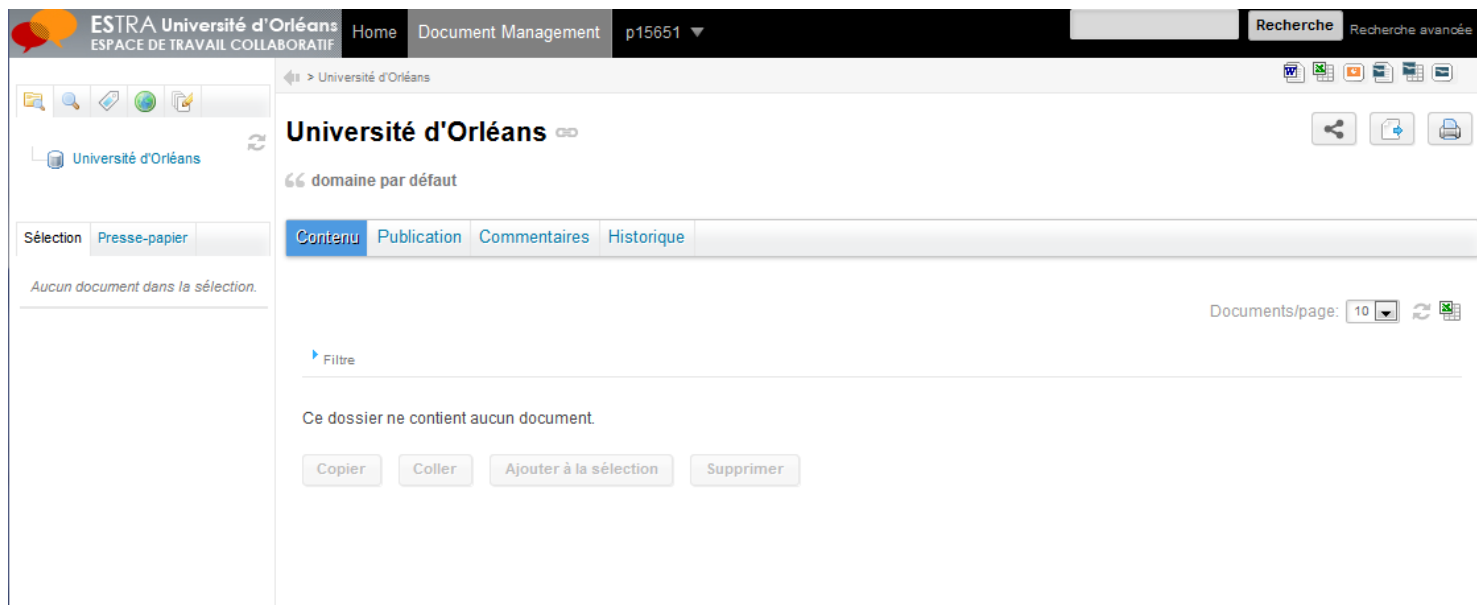 ESTRA Université d'Orléans
ESPACE DE TRAVAIL COLLABORATIF
Home
Document Management
p15651
Recherche
Recherche avancée
> Université d'Orléans
Université d'Orléans
Université d'Orléans
domaine par défaut
Sélection
Presse-papier
Contenu
Publication
Commentaires
Historique
Aucun document dans la sélection.
Documents/page: 10
Filtre
Ce dossier ne contient aucun document.
Copier
Coller
Ajouter à la sélection
Supprimer